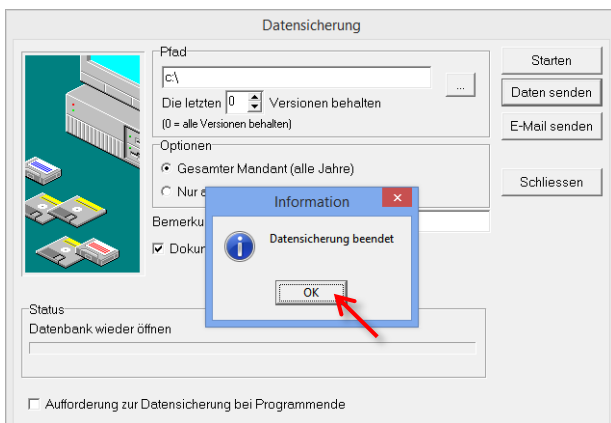 Datensicherung
Pfad
c:\
...
Die letzten 0 Versionen behalten
(0 = alle Versionen behalten)
Starten
Daten senden
E-Mail senden
Schliessen
Optionen
Gesamter Mandant (alle Jahre)
Nur
Bemerku
Dokur
Information
Datensicherung beendet
OK
Status
Datenbank wieder öffnen
Aufforderung zur Datensicherung bei Programmende